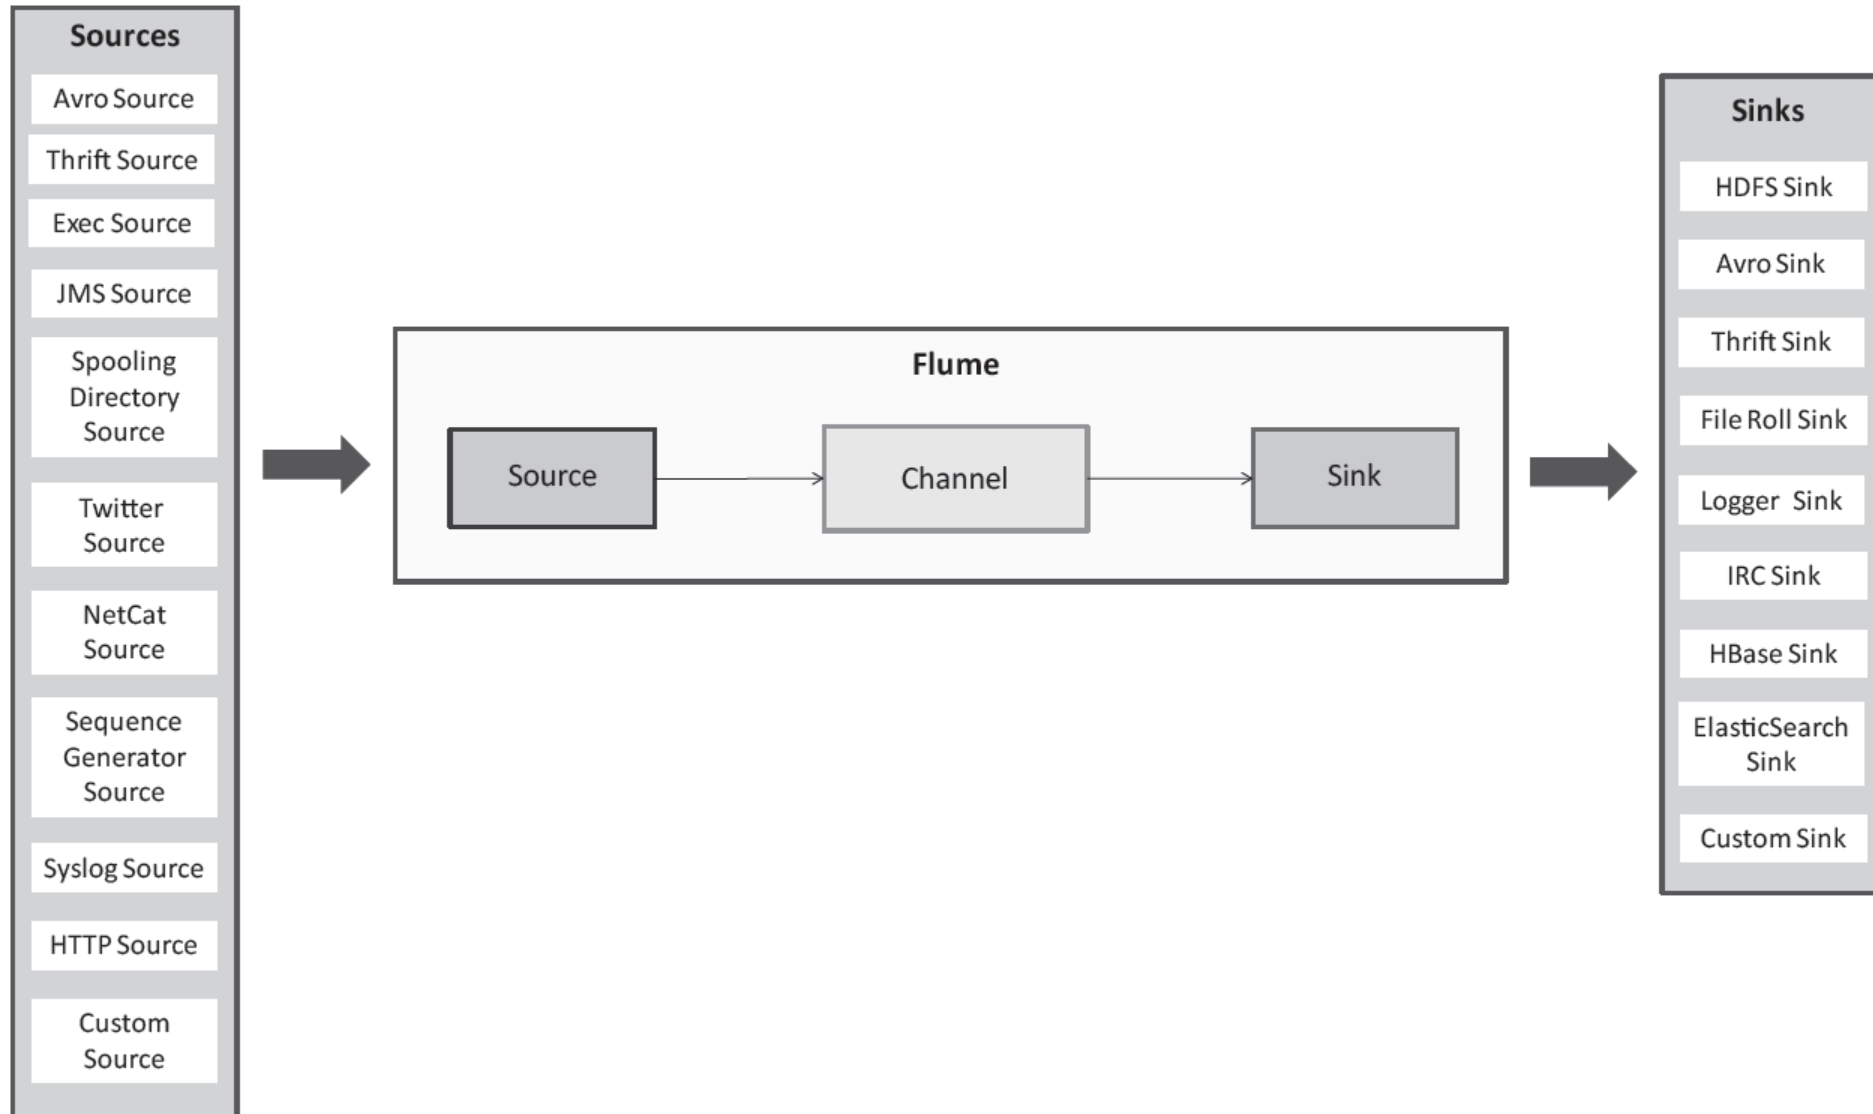 Sources
Avro Source
Thrift Source
Exec Source
JMS Source
Spooling
Directory
Source
Twitter
Source
NetCat
Source
Sequence
Generator
Source
Syslog Source
HTTP Source
Custom
Source
Flume
Source
Channel
Sink
Sinks
HDFS Sink
Avro Sink
Thrift Sink
File Roll Sink
Logger Sink
IRC Sink
HBase Sink
ElasticSearch
Sink
Custom Sink